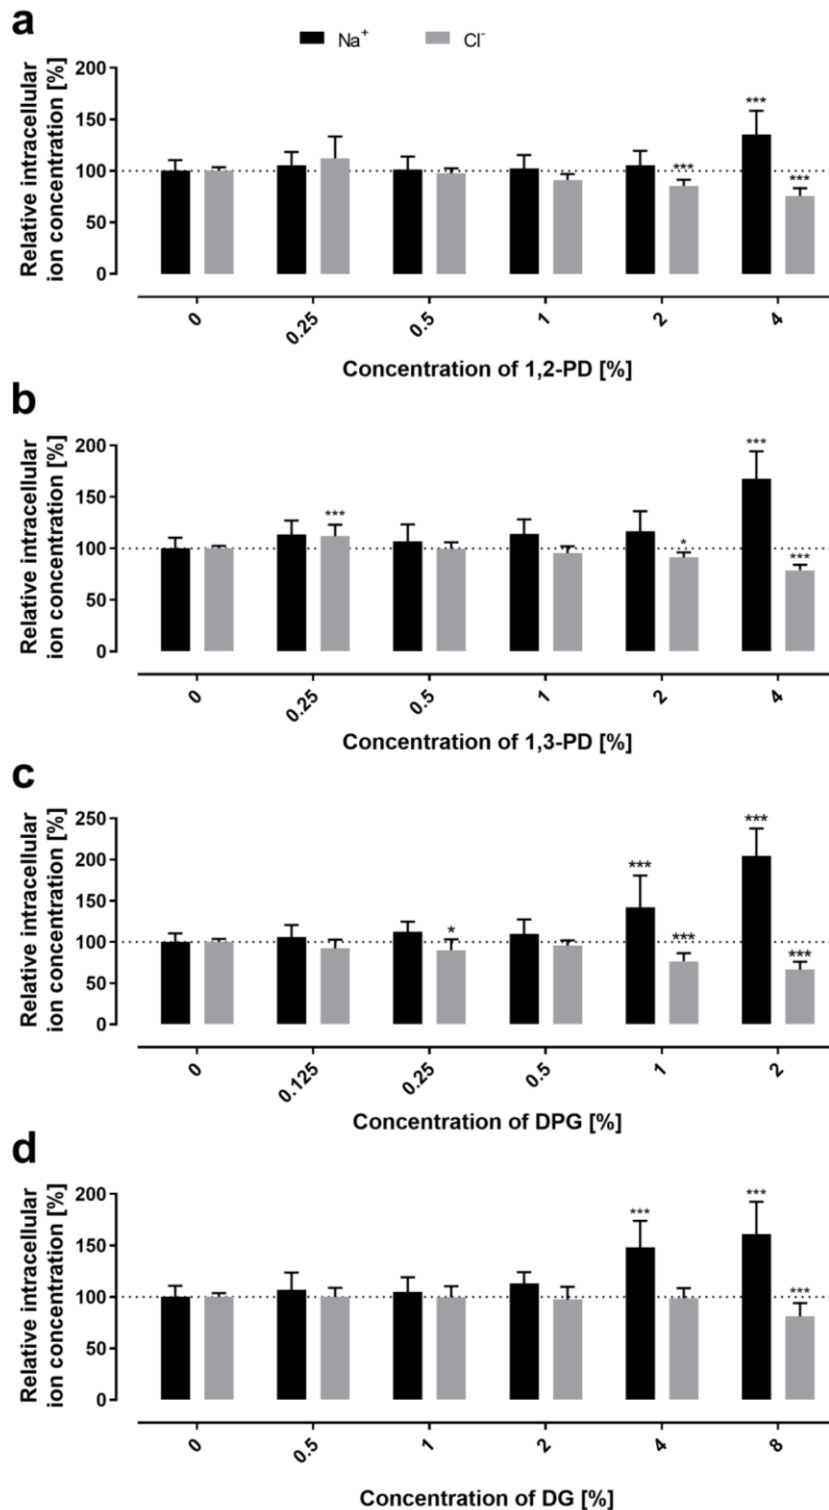 a
Na+ Cl-
Relative intracellular
ion concentration [%]
200
150
100
50
0
*** *** *** 
0 0.25 0.5 1 2 4
Concentration of 1,2-PD [%]
b
Relative intracellular
ion concentration [%]
200
150
100
50
0
*** * *** ***
0 0.25 0.5 1 2 4
Concentration of 1,3-PD [%]
c
Relative intracellular
ion concentration [%]
250
200
150
100
50
0
* *** *** *** ***
0 0.125 0.25 0.5 1 2
Concentration of DPG [%]
d
Relative intracellular
ion concentration [%]
200
150
100
50
0
*** *** ***
0 0.5 1 2 4 8
Concentration of DG [%]